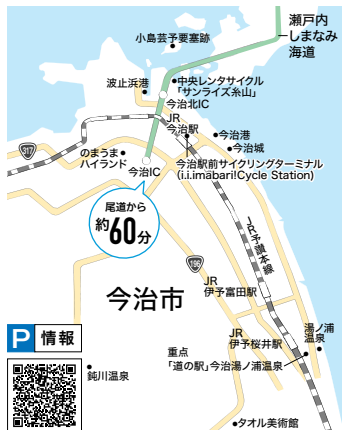 瀬戸内
しまなみ
海道
小島芸予要塞跡
波止浜港
中央レンタサイクル
「サンライズ糸山」
今治北IC
JR
今治駅
今治港
今治城
317
のまうま
ハイランド
今治IC
今治駅前サイクリングターミナル
(i.i.imabari!Cycle Station)
尾道から
約60分
JR予讃本線
196
JR
伊予富田駅
今治市
P 情報
JR
伊予桜井駅
湯ノ浦
温泉
重点
「道の駅」今治湯ノ浦温泉
鈍川温泉
タオル美術館